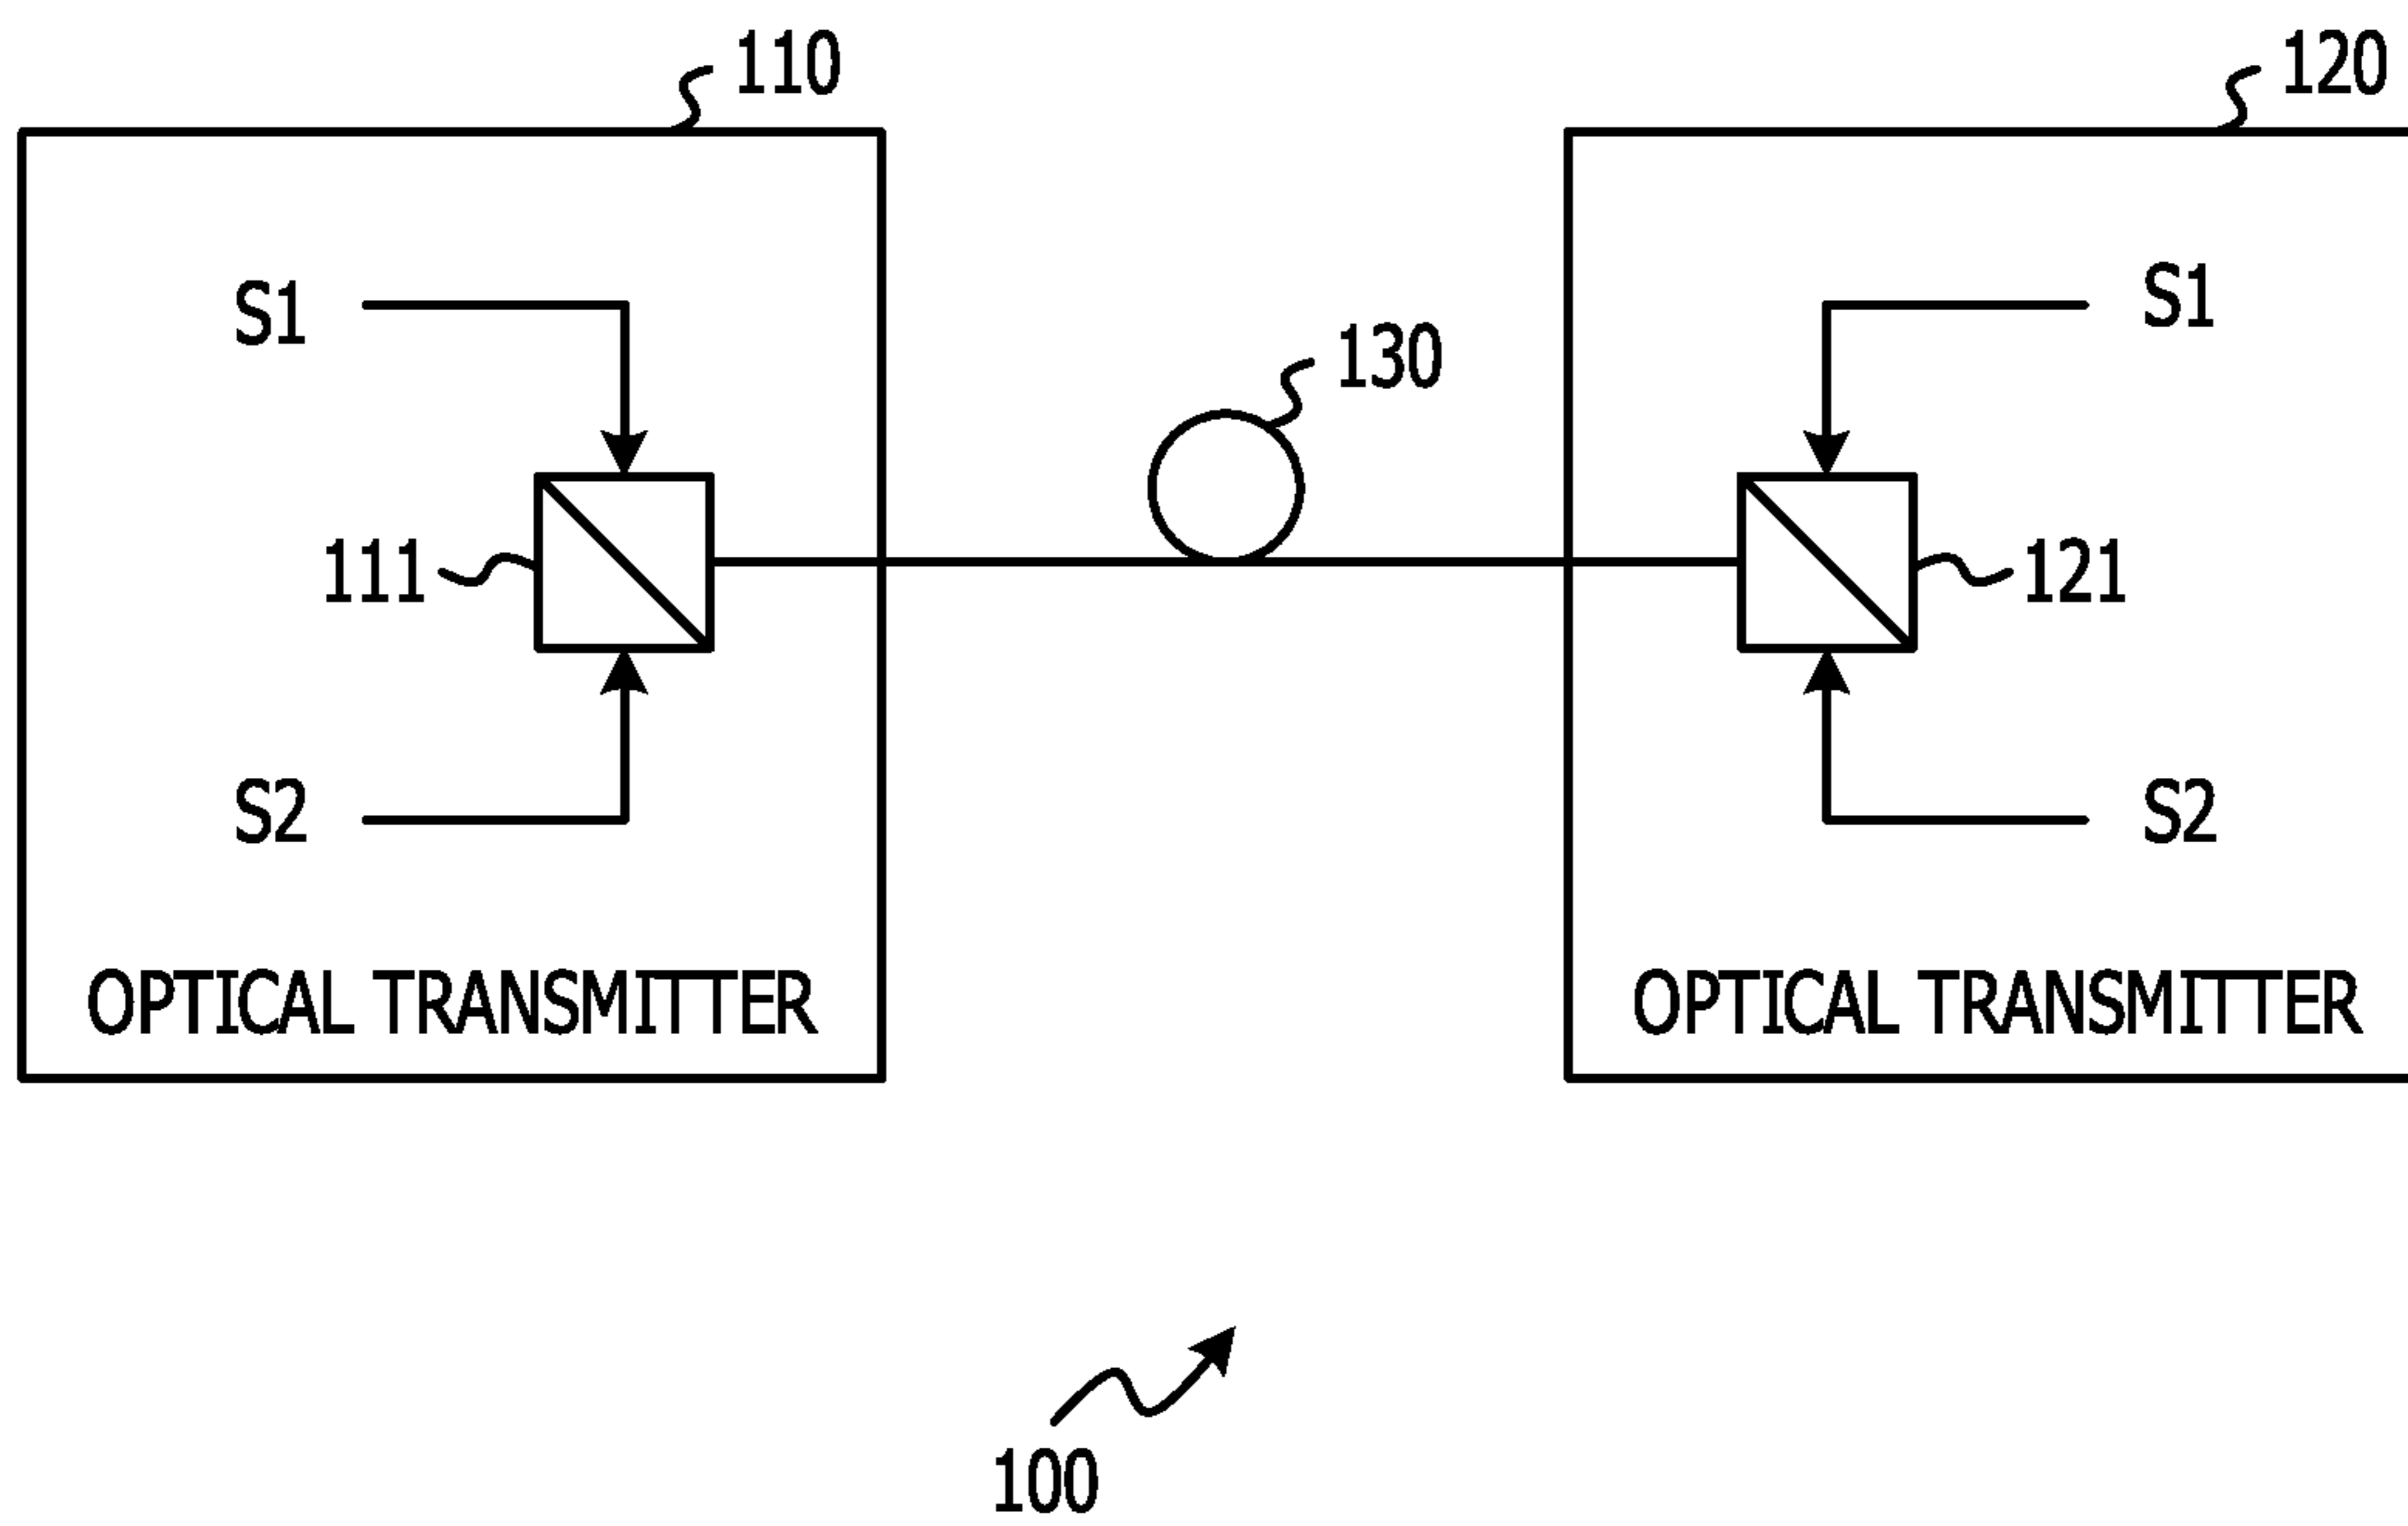 110
120
S1
S1
130
111
121
S2
S2
OPTICAL TRANSMITTER
OPTICAL TRANSMITTER
100